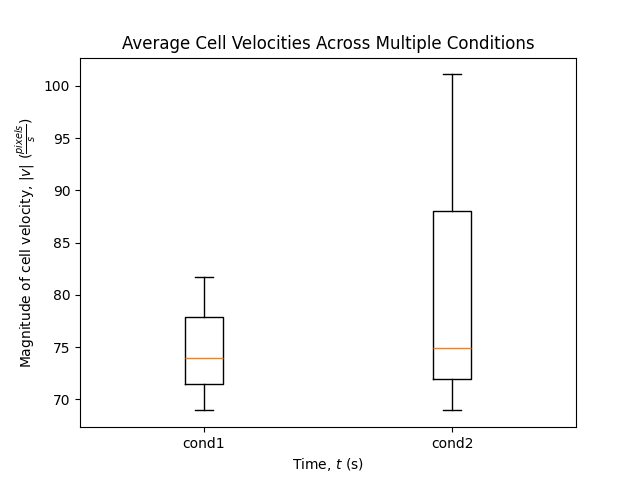 Average Cell Velocities Across Multiple Conditions
Magnitude of cell velocity, |v| (pixels/s)
100
95
90
85
80
75
70
cond1 cond2
Time, t (s)